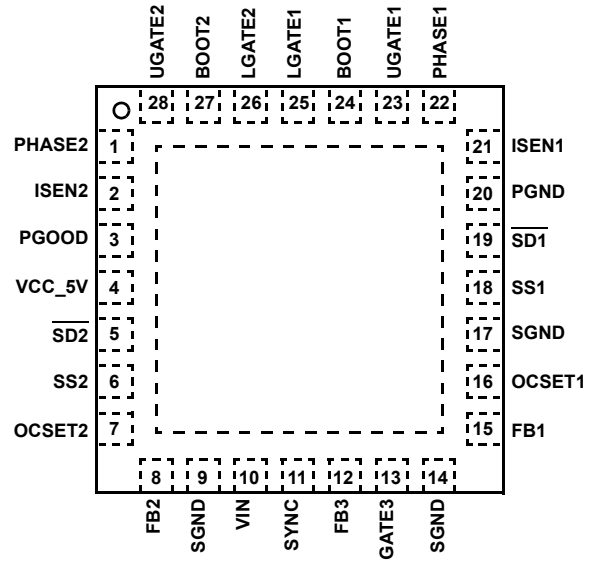 UGATE2 BOOT2 LGATE2 LGATE1 BOOT1 UGATE1 PHASE1
28 27 26 25 24 23 22
PHASE2 1 21 ISEN1
ISEN2 2 20 PGND
PGOOD 3 19 SD1
VCC_5V 4 18 SS1
SD2 5 17 SGND
SS2 6 16 OCSET1
OCSET2 7 15 FB1
8 9 10 11 12 13 14
FB2 SGND VIN SYNC FB3 GATE3 SGND